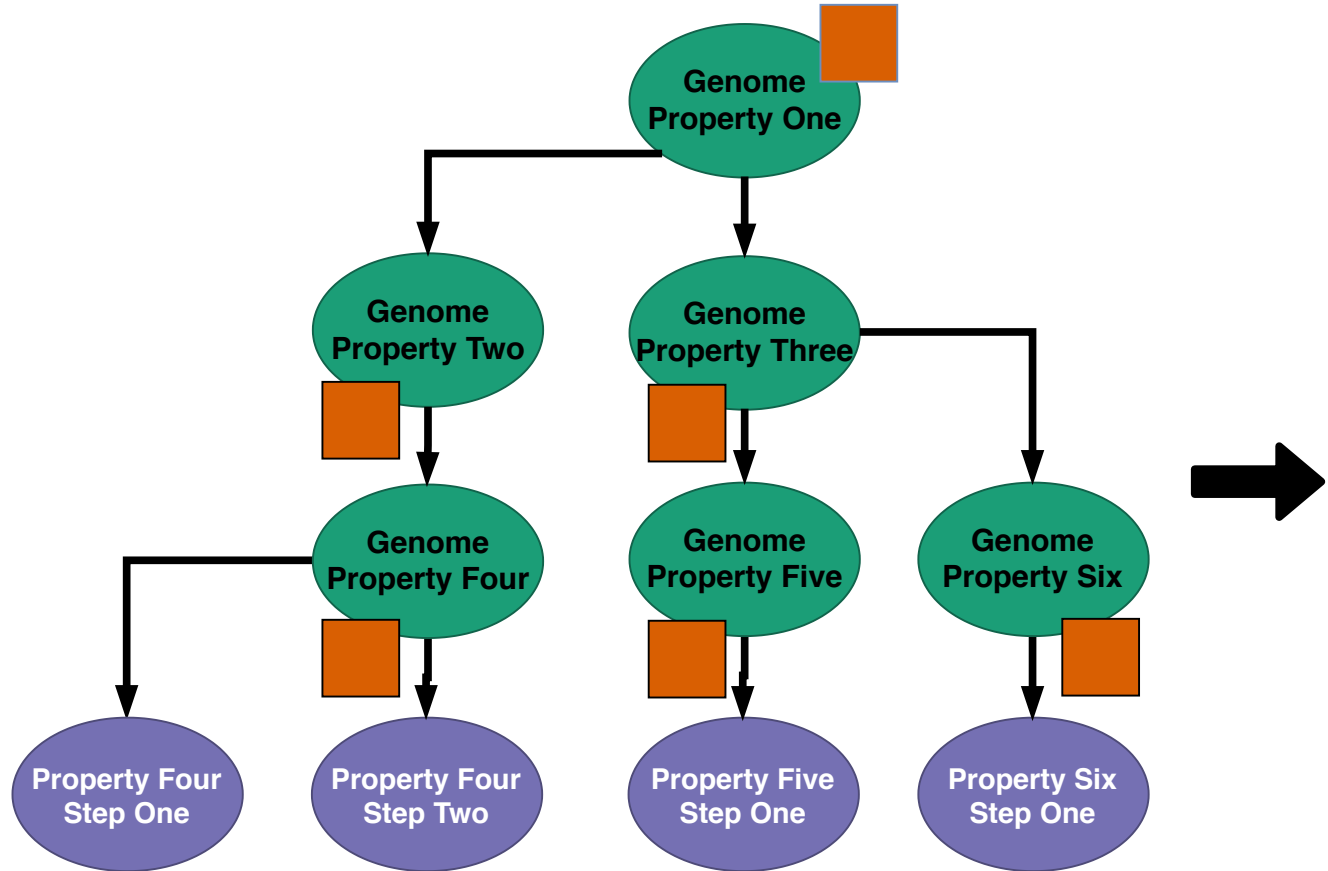 Genome
Property One
Genome
Property Two
Genome
Property Three
Genome
Property Four
Genome
Property Five
Genome
Property Six
Property Four
Step One
Property Four
Step Two
Property Five
Step One
Property Six
Step One